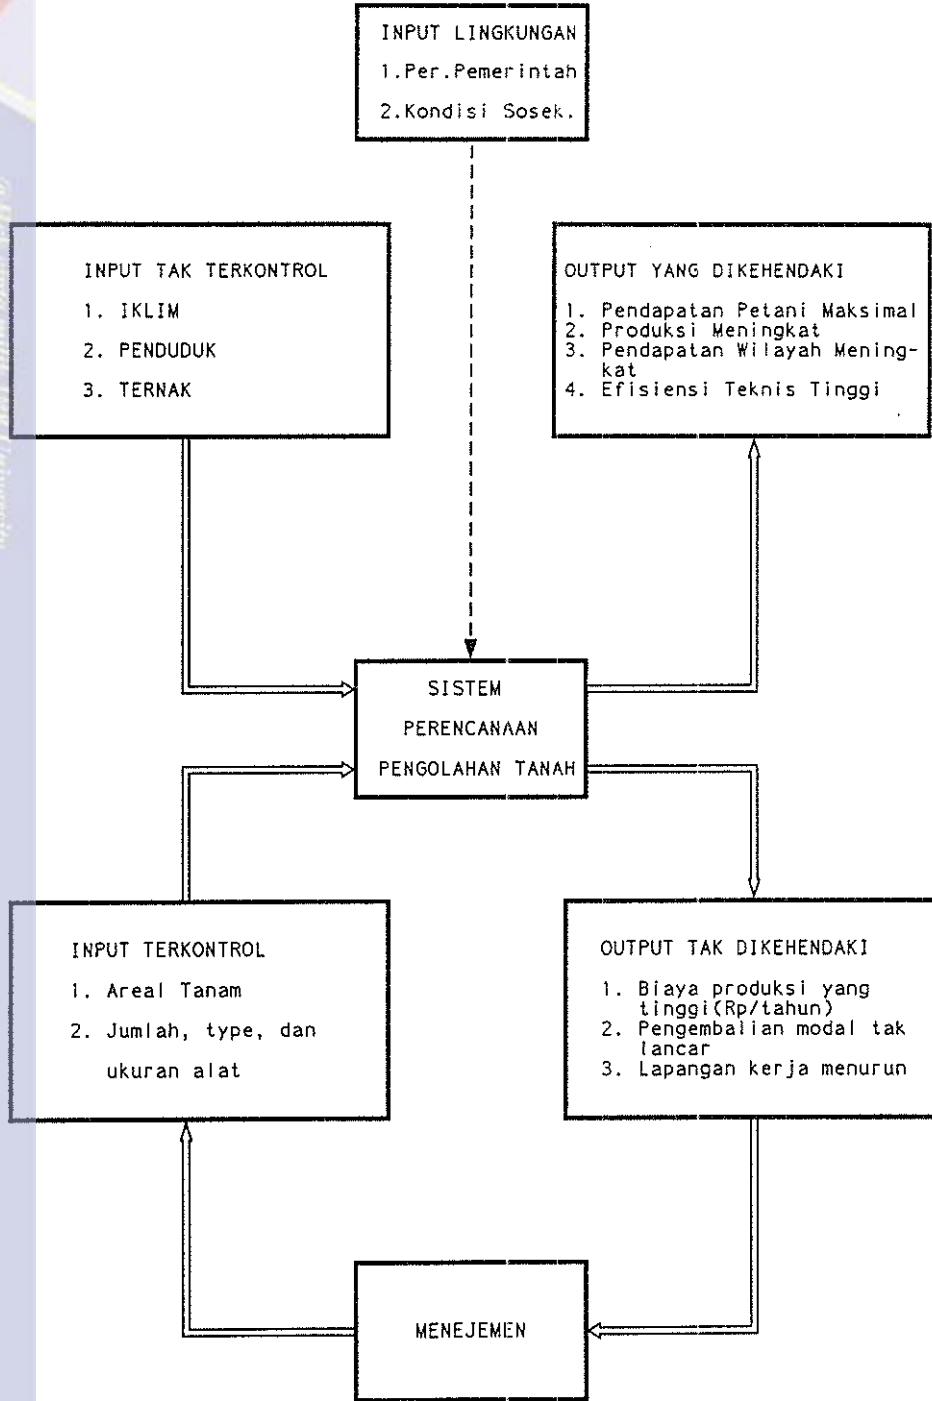 INPUT LINGKUNGAN
1.Per.Pemerintah
2.Kondisi Sosek.
INPUT TAK TERKONTROL
1. IKLIM
2. PENDUDUK
3. TERNAK
OUTPUT YANG DIKEHENDAKI
1. Pendapatan Petani Maksimal
2. Produksi Meningkat
3. Pendapatan Wilayah Mening-
kat
4. Efisiensi Teknis Tinggi
SISTEM
PERENCANAAN
PENGOLAHAN TANAH
INPUT TERKONTROL
1. Areal Tanam
2. Jumlah, type, dan
ukuran alat
OUTPUT TAK DIKEHENDAKI
1. Biaya produksi yang
tinggi(Rp/tahun)
2. Pengembalian modal tak
lancar
3. Lapangan kerja menurun
MENEJEMEN